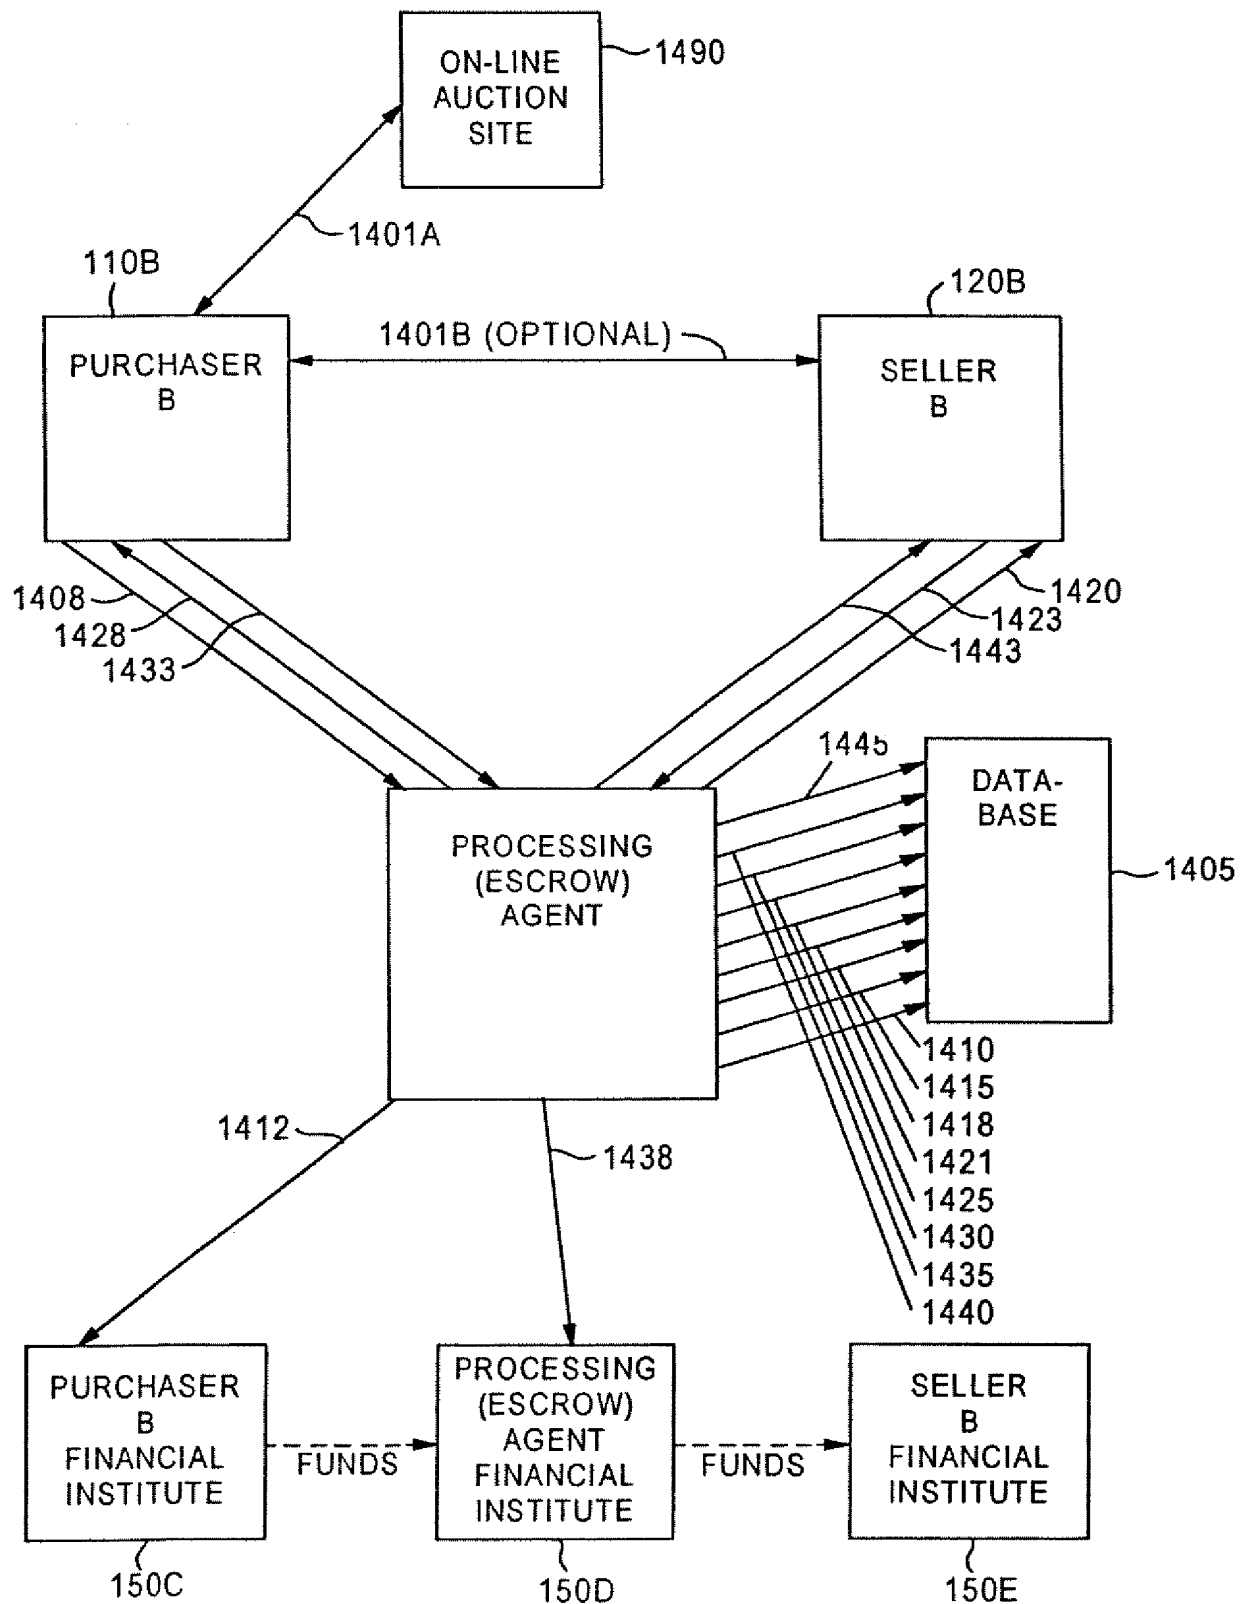 ON-LINE
AUCTION
SITE
1490
1401A
110B
120B
1401B (OPTIONAL)
PURCHASER
B
SELLER
B
1408
1428
1433
1420
1423
1443
1445
DATA-
BASE
PROCESSING
(ESCROW)
AGENT
1405
1410
1415
1418
1421
1425
1430
1435
1440
1412
1438
PURCHASER
B
FINANCIAL
INSTITUTE
FUNDS
PROCESSING
(ESCROW)
AGENT
FINANCIAL
INSTITUTE
FUNDS
SELLER
B
FINANCIAL
INSTITUTE
150C
150D
150E